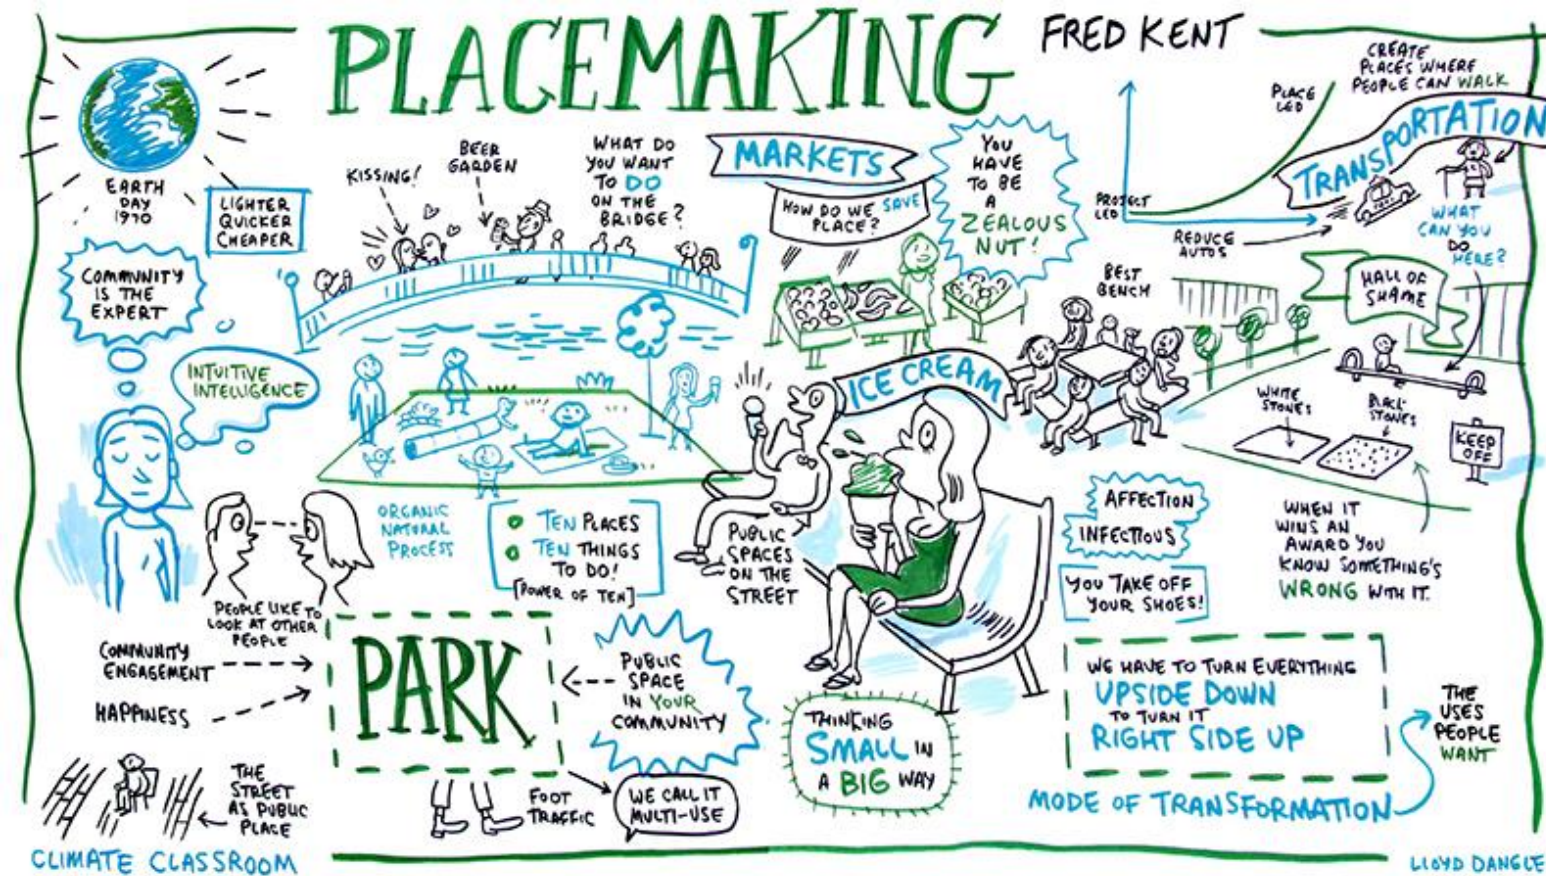 PLACEMAKING
FRED KENT
EARTH
DAY
1970
LIGHTER
QUICKER
CHEAPER
COMMUNITY
IS THE
EXPERT
INTUITIVE
INTELLIGENCE
KISSING!
BEER
GARDEN
WHAT DO
YOU WANT
TO DO
ON THE
BRIDGE?
MARKETS
HOW DO WE SAVE
PLACE?
YOU
HAVE
TO BE
A
ZEALOUS
NUT!
PLACE
LED
PROJECT
LED
CREATE
PLACES WHERE
PEOPLE CAN WALK
TRANSPORTATION
REDUCE
AUTOS
WHAT
CAN YOU
DO
HERE?
BEST
BENCH
HALL OF
SHAME
ICE CREAM
WHITE
STONES
BLACK
STONES
KEEP
OFF
WHEN IT
WINS AN
AWARD YOU
KNOW SOMETHING'S
WRONG WITH IT.
ORGANIC
NATURAL
PROCESS
TEN PLACES
TEN THINGS
TO DO!
[POWER OF TEN]
PUBLIC
SPACES
ON THE
STREET
AFFECTION
INFECTIOUS
YOU TAKE OFF
YOUR SHOES!
PEOPLE LIKE TO
LOOK AT OTHER
PEOPLE
COMMUNITY
ENGAGEMENT
HAPPINESS
PARK
PUBLIC
SPACE
IN YOUR
COMMUNITY
THINKING
SMALL IN
A BIG WAY
WE HAVE TO TURN EVERYTHING
UPSIDE DOWN
TO TURN IT
RIGHT SIDE UP
MODE OF TRANSFORMATION
THE
USES
PEOPLE
WANT
THE
STREET
AS PUBLIC
PLACE
FOOT
TRAFFIC
WE CALL IT
MULTI-USE
CLIMATE CLASSROOM
LLOYD DANGLE